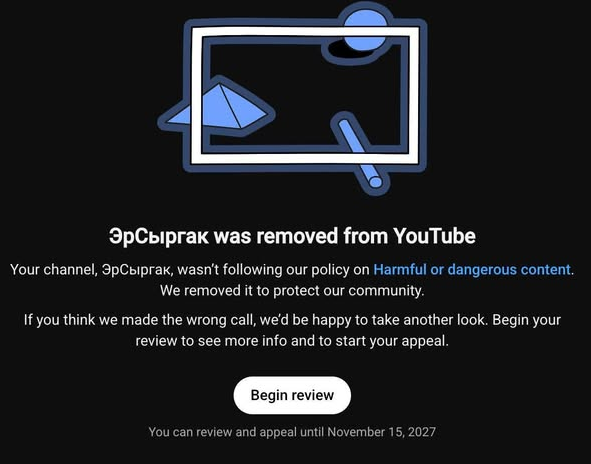 ЭрСыргак was removed from YouTube
Your channel, ЭрСыргак, wasn’t following our policy on Harmful or dangerous content.
We removed it to protect our community.
If you think we made the wrong call, we’d be happy to take another look. Begin your
review to see more info and to start your appeal.
Begin review
You can review and appeal until November 15, 2027